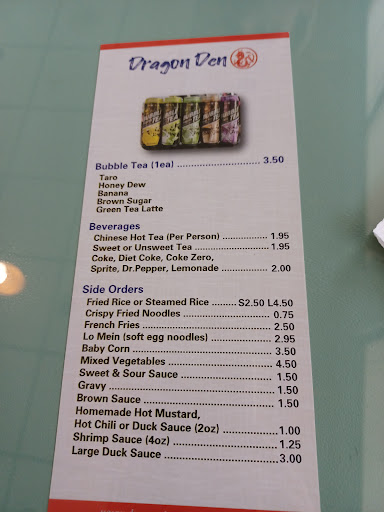 Dragon Den
Bubble Tea (1ea) .......................... 3.50
Taro
Honey Dew
Banana
Brown Sugar
Green Tea Latte
Beverages
Chinese Hot Tea (Per Person) ................ 1.95
Sweet or Unsweet Tea ......................... 1.95
Coke, Diet Coke, Coke Zero,
Sprite, Dr.Pepper, Lemonade ................ 2.00
Side Orders
Fried Rice or Steamed Rice ........S2.50 L4.50
Crispy Fried Noodles ........................ 0.75
French Fries ................................... 2.50
Lo Mein (soft egg noodles) ................ 2.95
Baby Corn ...................................... 3.50
Mixed Vegetables ............................ 4.50
Sweet & Sour Sauce ......................... 1.50
Gravy ............................................ 1.50
Brown Sauce ................................... 1.50
Homemade Hot Mustard,
Hot Chili or Duck Sauce (2oz) ............1.00
Shrimp Sauce (4oz) ..........................1.25
Large Duck Sauce ............................3.00